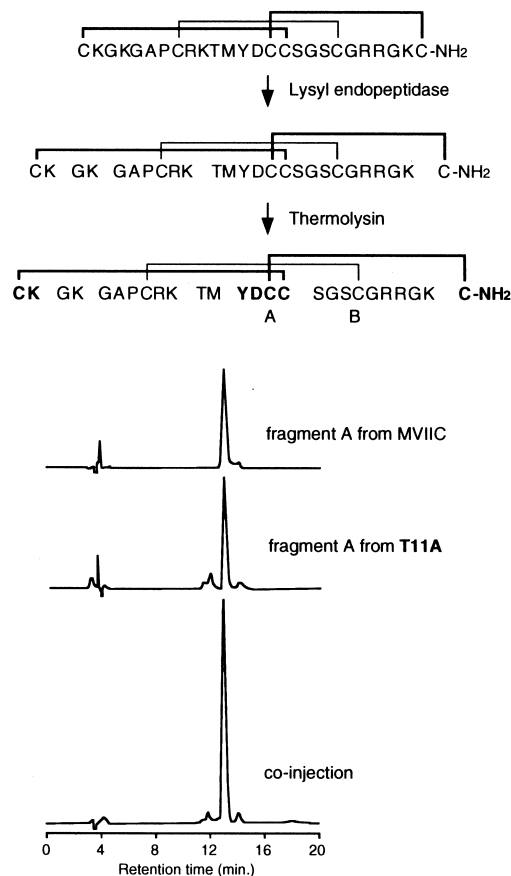 CKGKGAPCRKTMYDCCSGSCGRRGKC-NH2
Lysyl endopeptidase
CK GK GAPCRK TMYDCCSGSCGRRGK C-NH2
Thermolysin
CK GK GAPCRK TM YDCC SGSCGRRGK C-NH2
A B
fragment A from MVIIC
fragment A from T11A
co-injection
0 4 8 12 16 20
Retention time (min.)